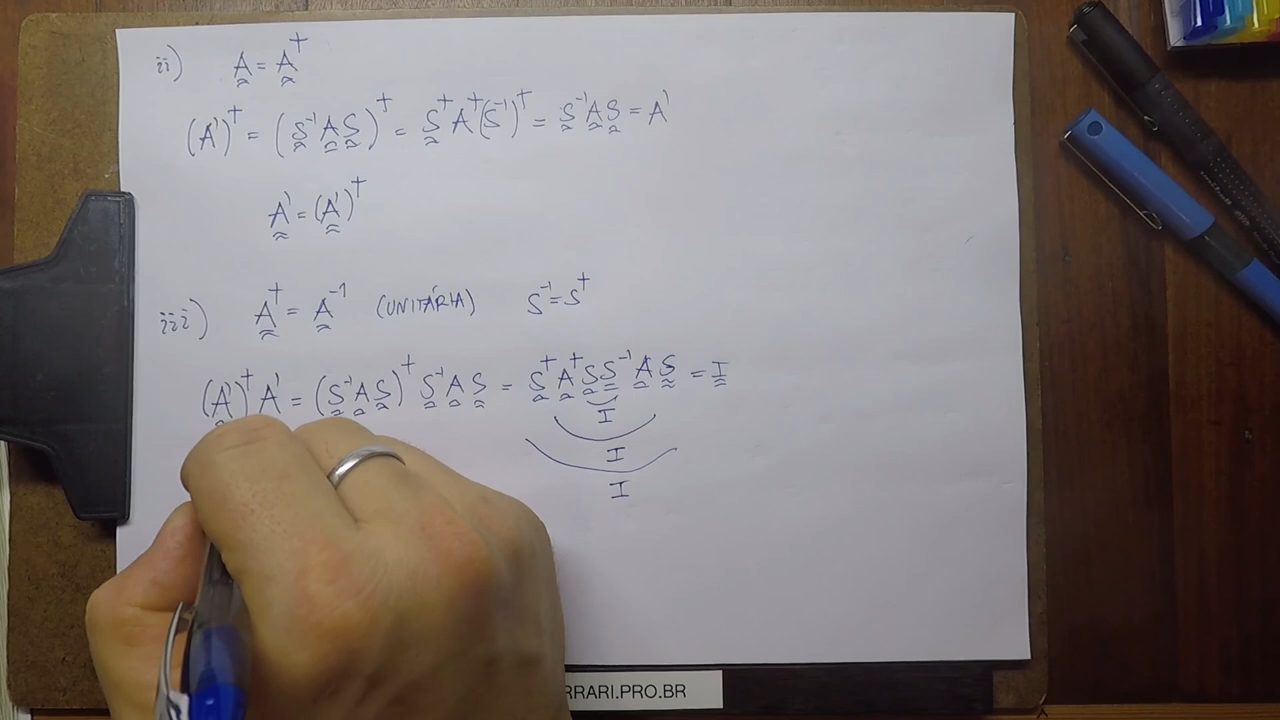 ii) A = A†
(A')† = (S⁻¹AS)† = S†A†(S⁻¹)† = S⁻¹AS = A'
A' = (A')†
iii) A† = A⁻¹ (UNITÁRIA) S⁻¹ = S†
(A')†A' = (S⁻¹AS)†S⁻¹AS = S†A†SS⁻¹AS = I
I
I
I
RRARI.PRO.BR